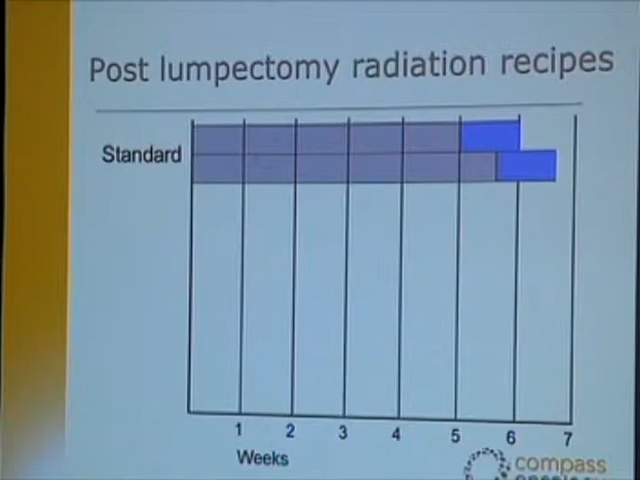 Post lumpectomy radiation recipes
Standard
1 2 3 4 5 6 7
Weeks
compass